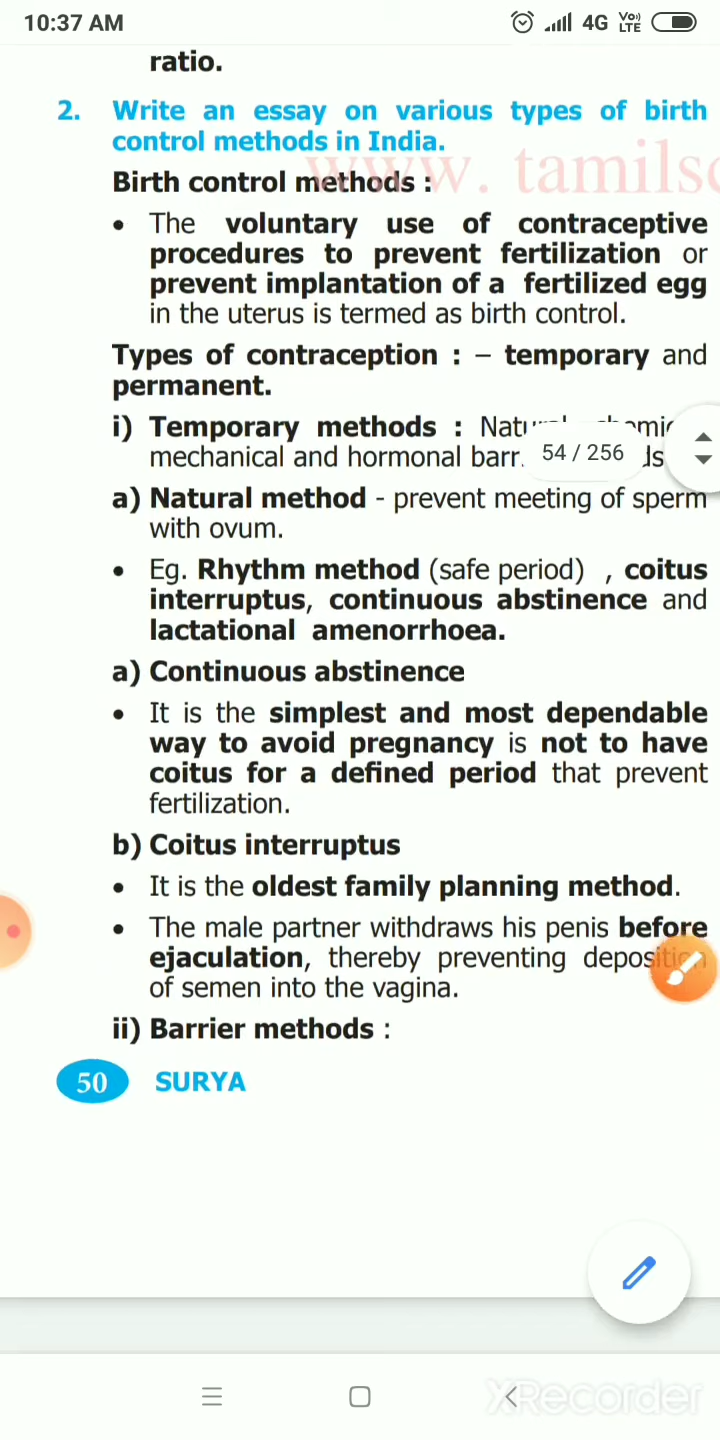 10:37 AM
4G Vo) LTE
ratio.
2. Write an essay on various types of birth
control methods in India.
www. tamils
Birth control methods :
• The voluntary use of contraceptive
procedures to prevent fertilization or
prevent implantation of a fertilized egg
in the uterus is termed as birth control.
Types of contraception : – temporary and
permanent.
i) Temporary methods :
mechanical and hormonal
54 / 256
a) Natural method - prevent meeting of sperm
with ovum.
• Eg. Rhythm method (safe period) , coitus
interruptus, continuous abstinence and
lactational amenorrhoea.
a) Continuous abstinence
• It is the simplest and most dependable
way to avoid pregnancy is not to have
coitus for a defined period that prevent
fertilization.
b) Coitus interruptus
• It is the oldest family planning method.
• The male partner withdraws his penis before
ejaculation, thereby preventing deposition
of semen into the vagina.
ii) Barrier methods :
50 SURYA
XRecorder